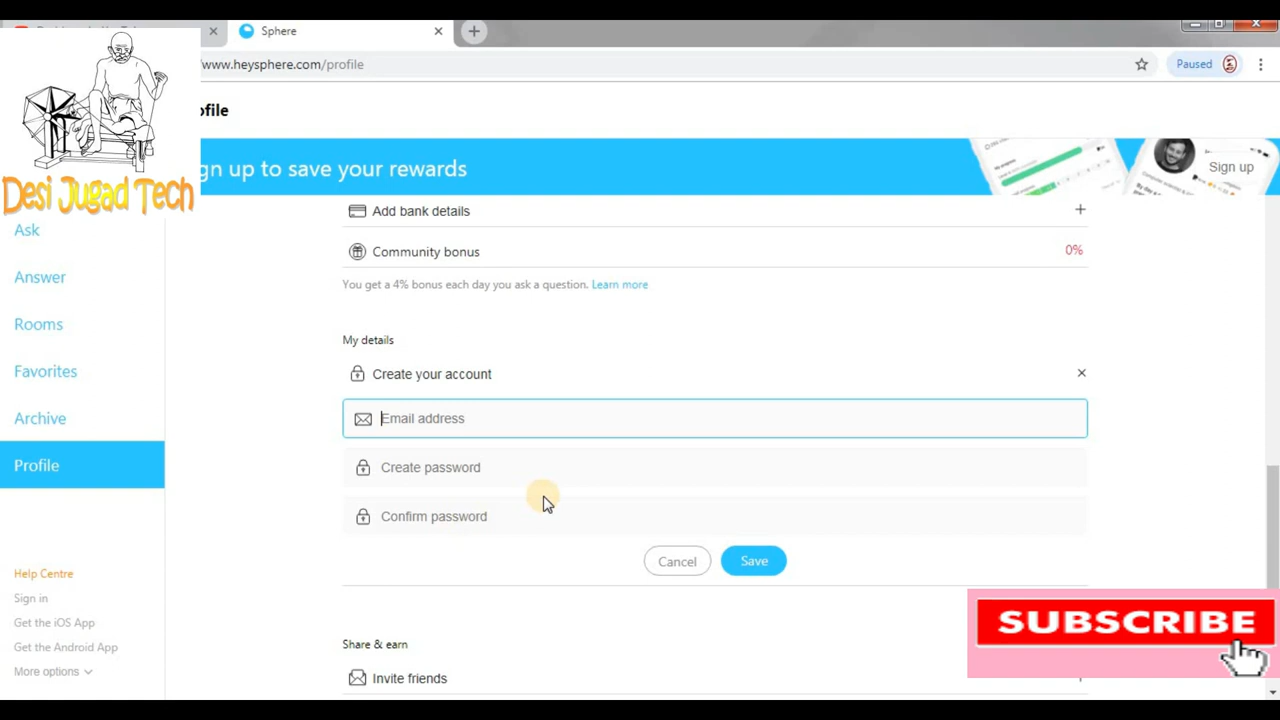 Sphere
www.heysphere.com/profile
Paused
ofile
gn up to save your rewards
Sign up
Desi Jugad Tech
Ask
Answer
Rooms
Favorites
Archive
Profile
Help Centre
Sign in
Get the iOS App
Get the Android App
More options
Add bank details
Community bonus
0%
You get a 4% bonus each day you ask a question. Learn more
My details
Create your account
Email address
Create password
Confirm password
Cancel
Save
Share & earn
Invite friends
SUBSCRIBE